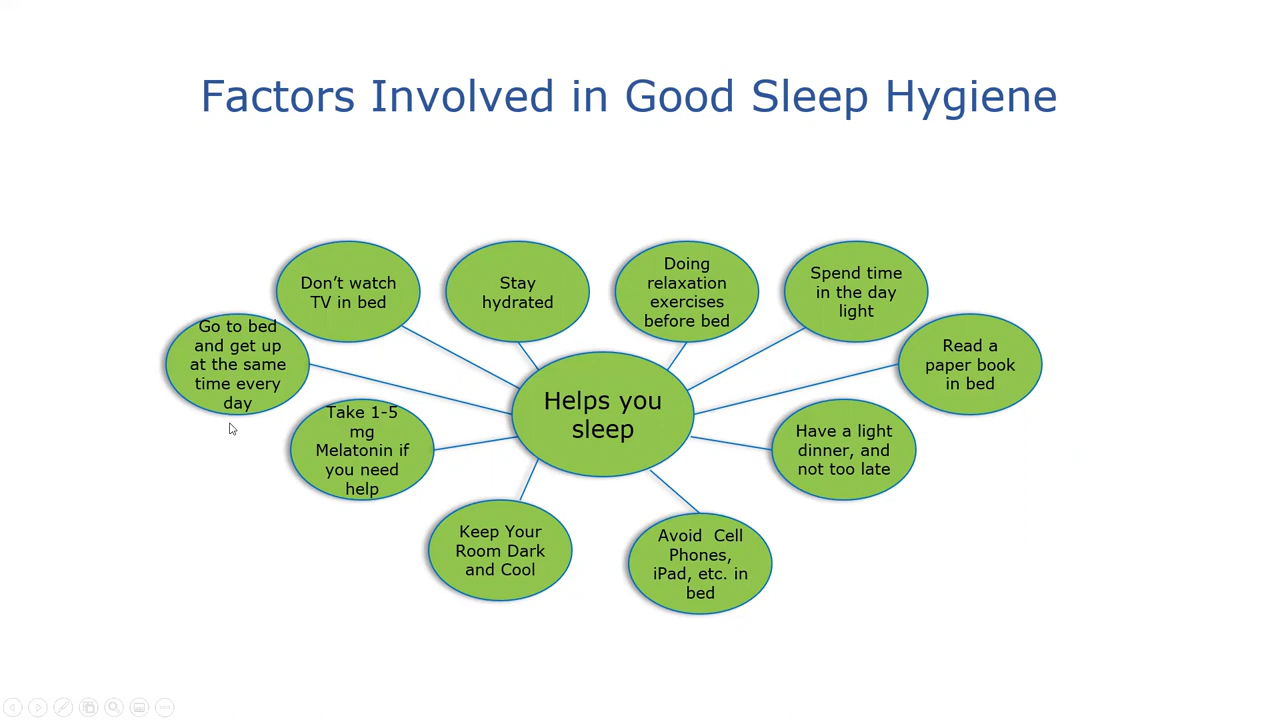 Factors Involved in Good Sleep Hygiene
Don’t watch
TV in bed
Stay
hydrated
Doing
relaxation
exercises
before bed
Spend time
in the day
light
Go to bed
and get up
at the same
time every
day
Read a
paper book
in bed
Helps you
sleep
Take 1-5
mg
Melatonin if
you need
help
Have a light
dinner, and
not too late
Keep Your
Room Dark
and Cool
Avoid  Cell
Phones,
iPad, etc. in
bed